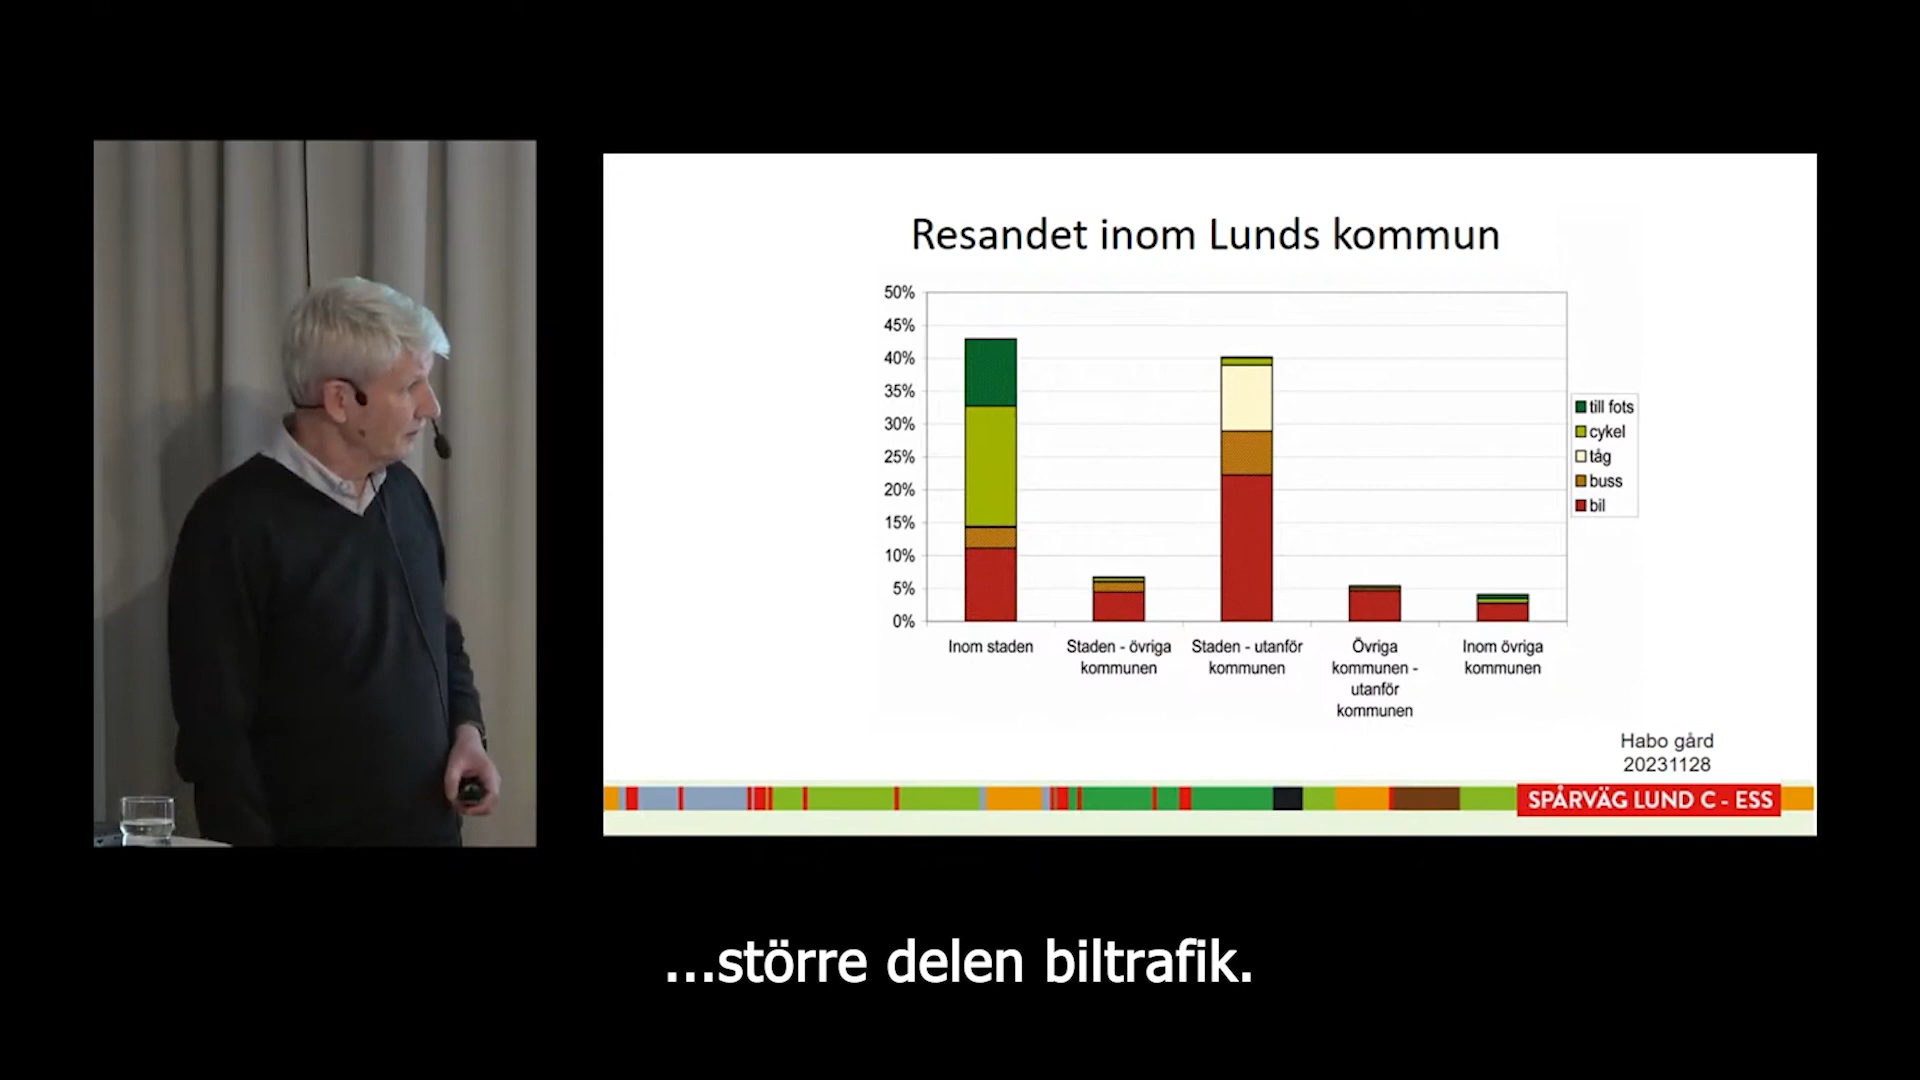 Resandet inom Lunds kommun
50%
45%
40%
35%
30%
25%
20%
15%
10%
5%
0%
Inom staden
Staden - övriga
kommunen
Staden - utanför
kommunen
Övriga
kommunen -
utanför
kommunen
Inom övriga
kommunen
till fots
cykel
tåg
buss
bil
Habo gård
20231128
SPÅRVÄG LUND C - ESS
...större delen biltrafik.